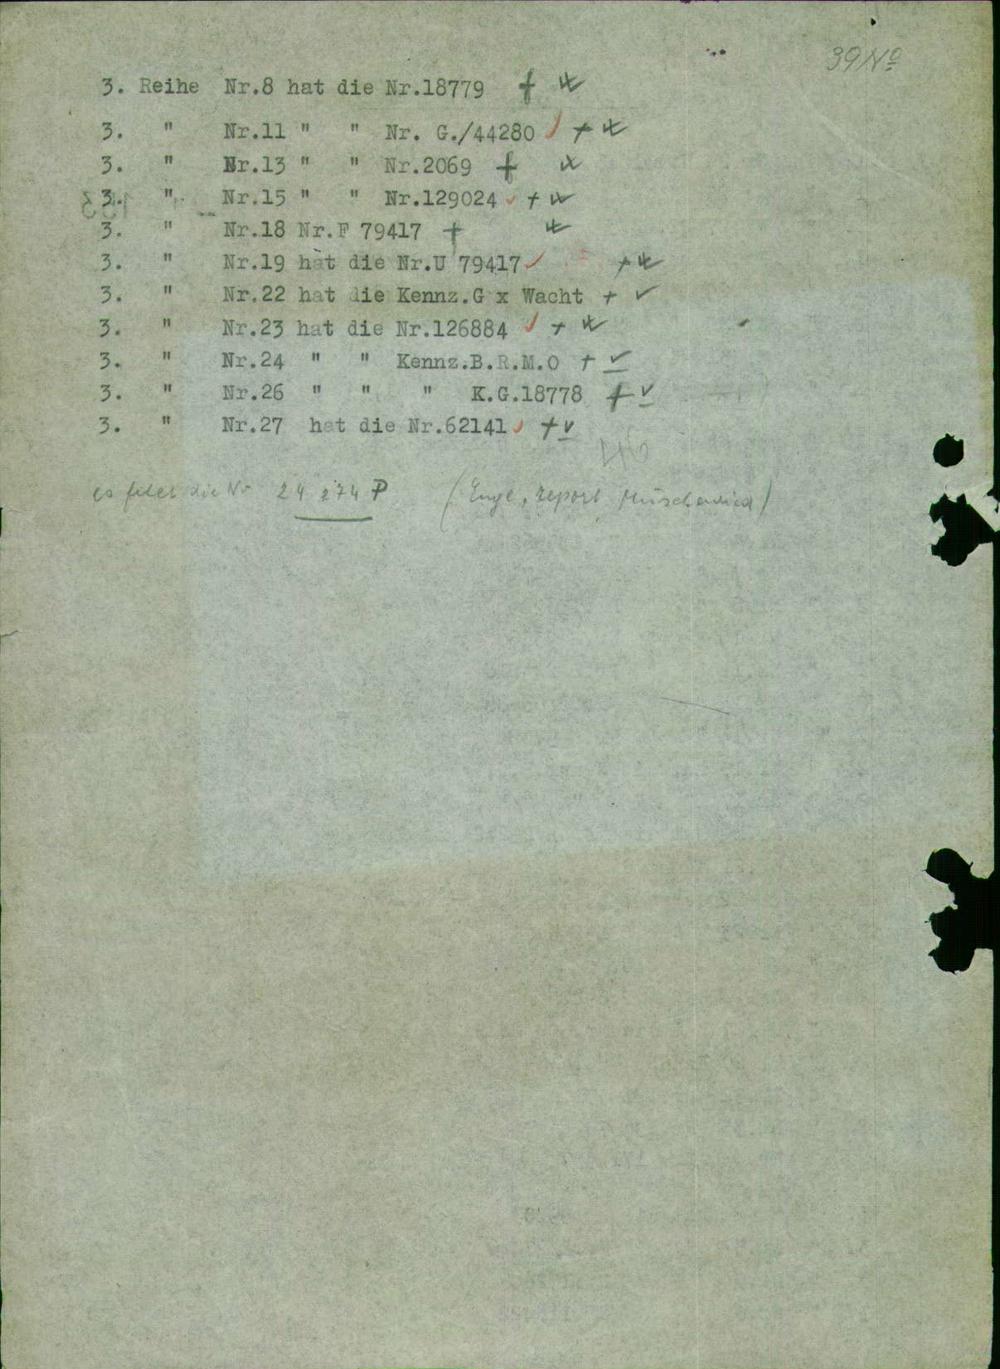 39
3. Reihe Nr.8 hat die Nr.18779 +
3. " Nr.11 " " Nr. G./44280 +
3. " Nr.13 " " Nr.2069 +
3. " Nr.15 " " Nr.129024 +
3. " Nr.18 Nr.F 79417 +
3. " Nr.19 hat die Nr.U 79417 +
3. " Nr.22 hat die Kennz.G x Wacht +
3. " Nr.23 hat die Nr.126884 +
3. " Nr.24 " " Kennz.B.R.M.O +
3. " Nr.26 " " " K.G.18778 +
3. " Nr.27 hat die Nr.62141 +
es die Nr 24 274 P